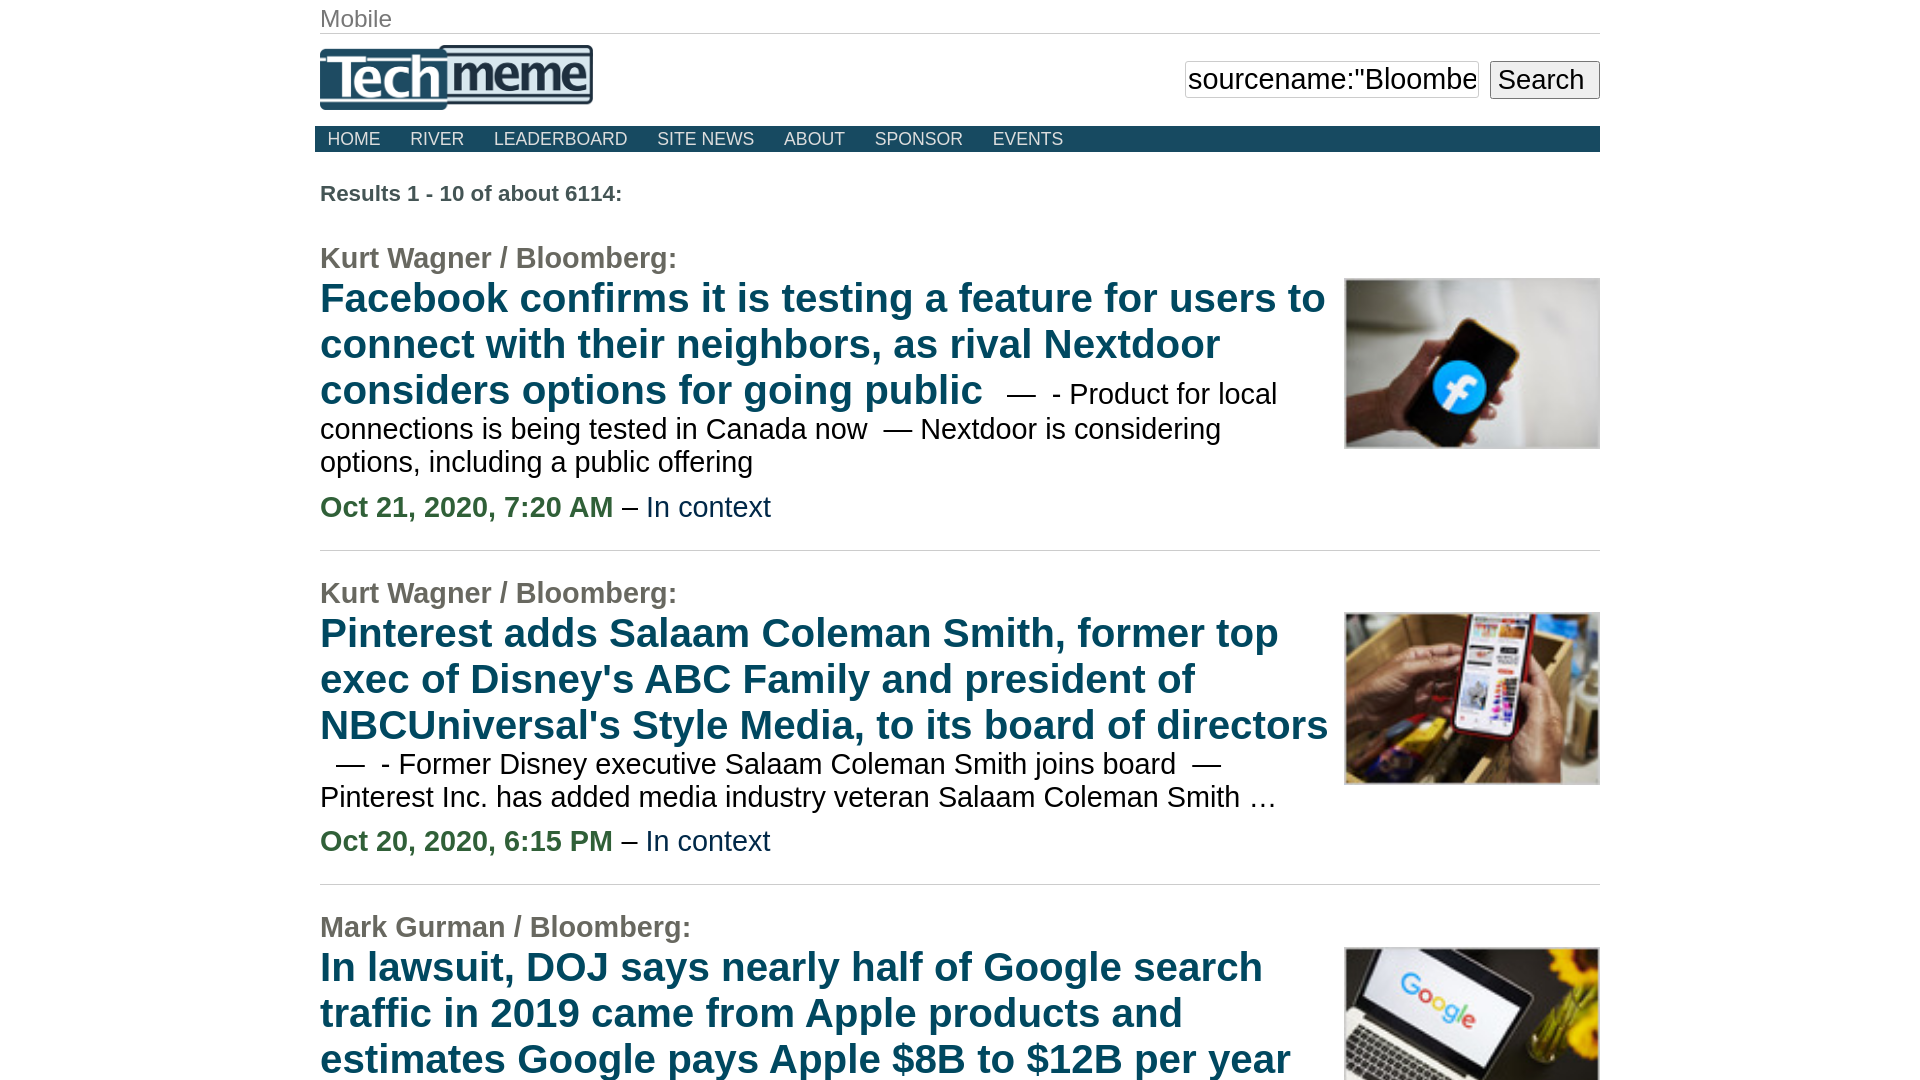 Mobile
Techmeme
sourcename:"Bloombe
Search
HOME RIVER LEADERBOARD SITE NEWS ABOUT SPONSOR EVENTS
Results 1 - 10 of about 6114:
Kurt Wagner / Bloomberg:
Facebook confirms it is testing a feature for users to
connect with their neighbors, as rival Nextdoor
considers options for going public — - Product for local
connections is being tested in Canada now — Nextdoor is considering
options, including a public offering
Oct 21, 2020, 7:20 AM – In context
Kurt Wagner / Bloomberg:
Pinterest adds Salaam Coleman Smith, former top
exec of Disney's ABC Family and president of
NBCUniversal's Style Media, to its board of directors
— - Former Disney executive Salaam Coleman Smith joins board —
Pinterest Inc. has added media industry veteran Salaam Coleman Smith …
Oct 20, 2020, 6:15 PM – In context
Mark Gurman / Bloomberg:
In lawsuit, DOJ says nearly half of Google search
traffic in 2019 came from Apple products and
estimates Google pays Apple $8B to $12B per year
Google